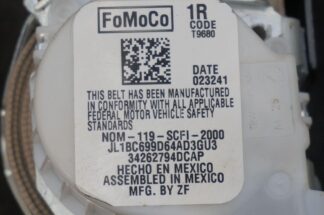 FoMoCo
1R
CODE
T9680
DATE
023241
THIS BELT HAS BEEN MANUFACTURED
IN CONFORMITY WITH ALL APPLICABLE
FEDERAL MOTOR VEHICLE SAFETY
STANDARDS
NOM-119-SCFI-2000
JL1BC699D64AD3GU3
34262794DCAP
HECHO EN MEXICO
ASSEMBLED IN MEXICO
MFG. BY ZF